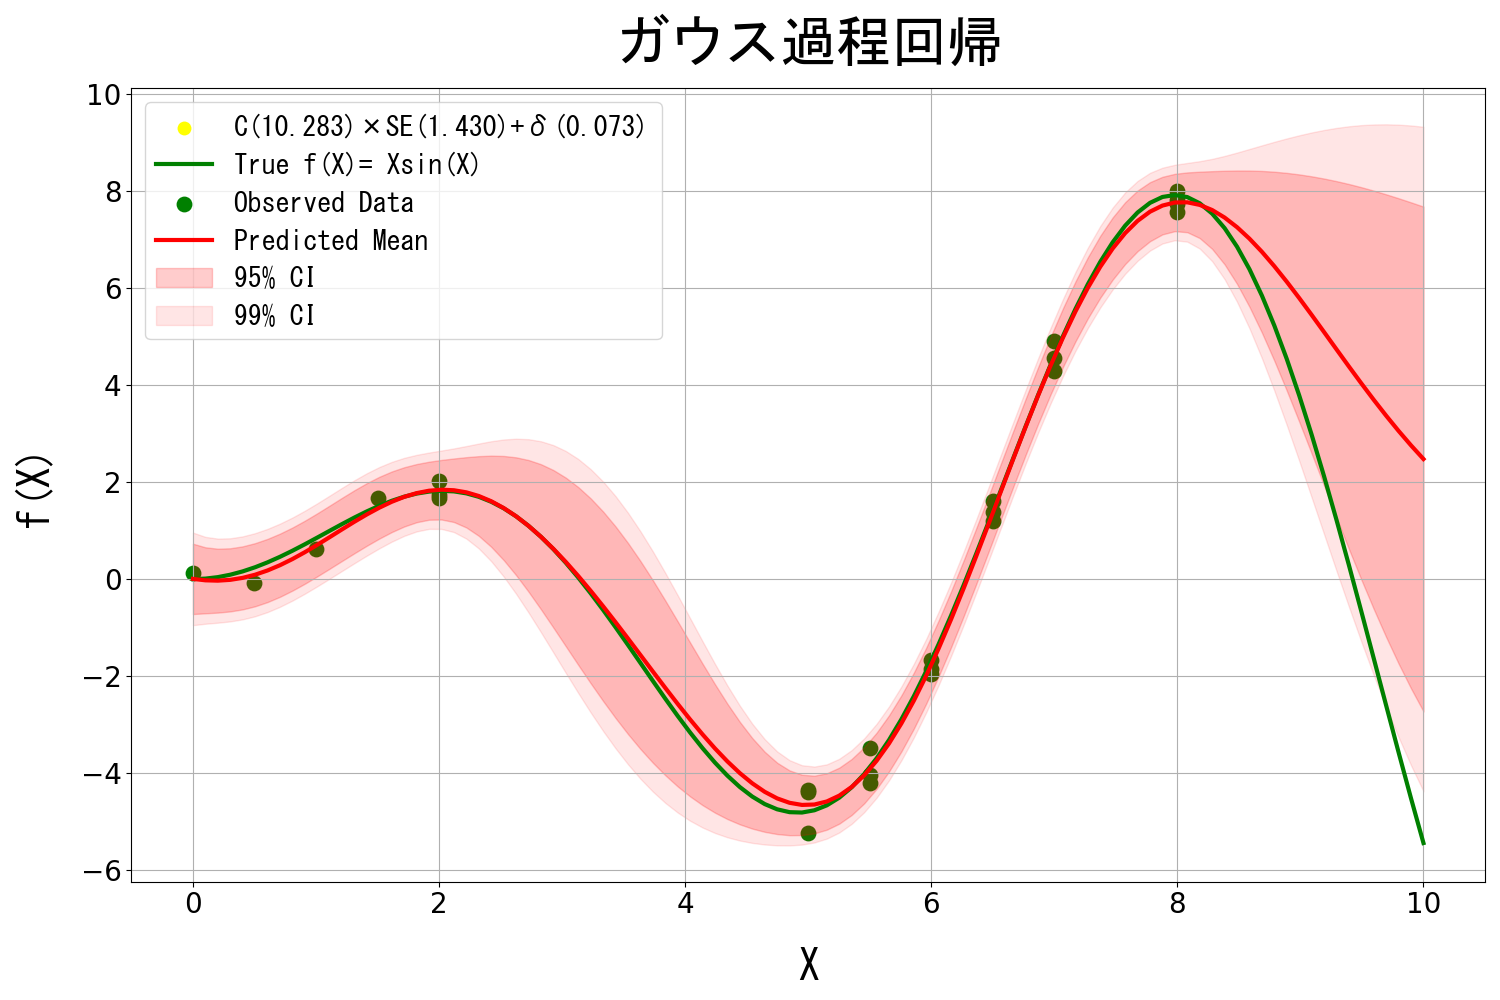 ガウス過程回帰
10
8
6
4
2
0
−2
−4
−6
f(X)
C(10.283)×SE(1.430)+δ(0.073)
True f(X)= Xsin(X)
Observed Data
Predicted Mean
95% CI
99% CI
0 2 4 6 8 10
X